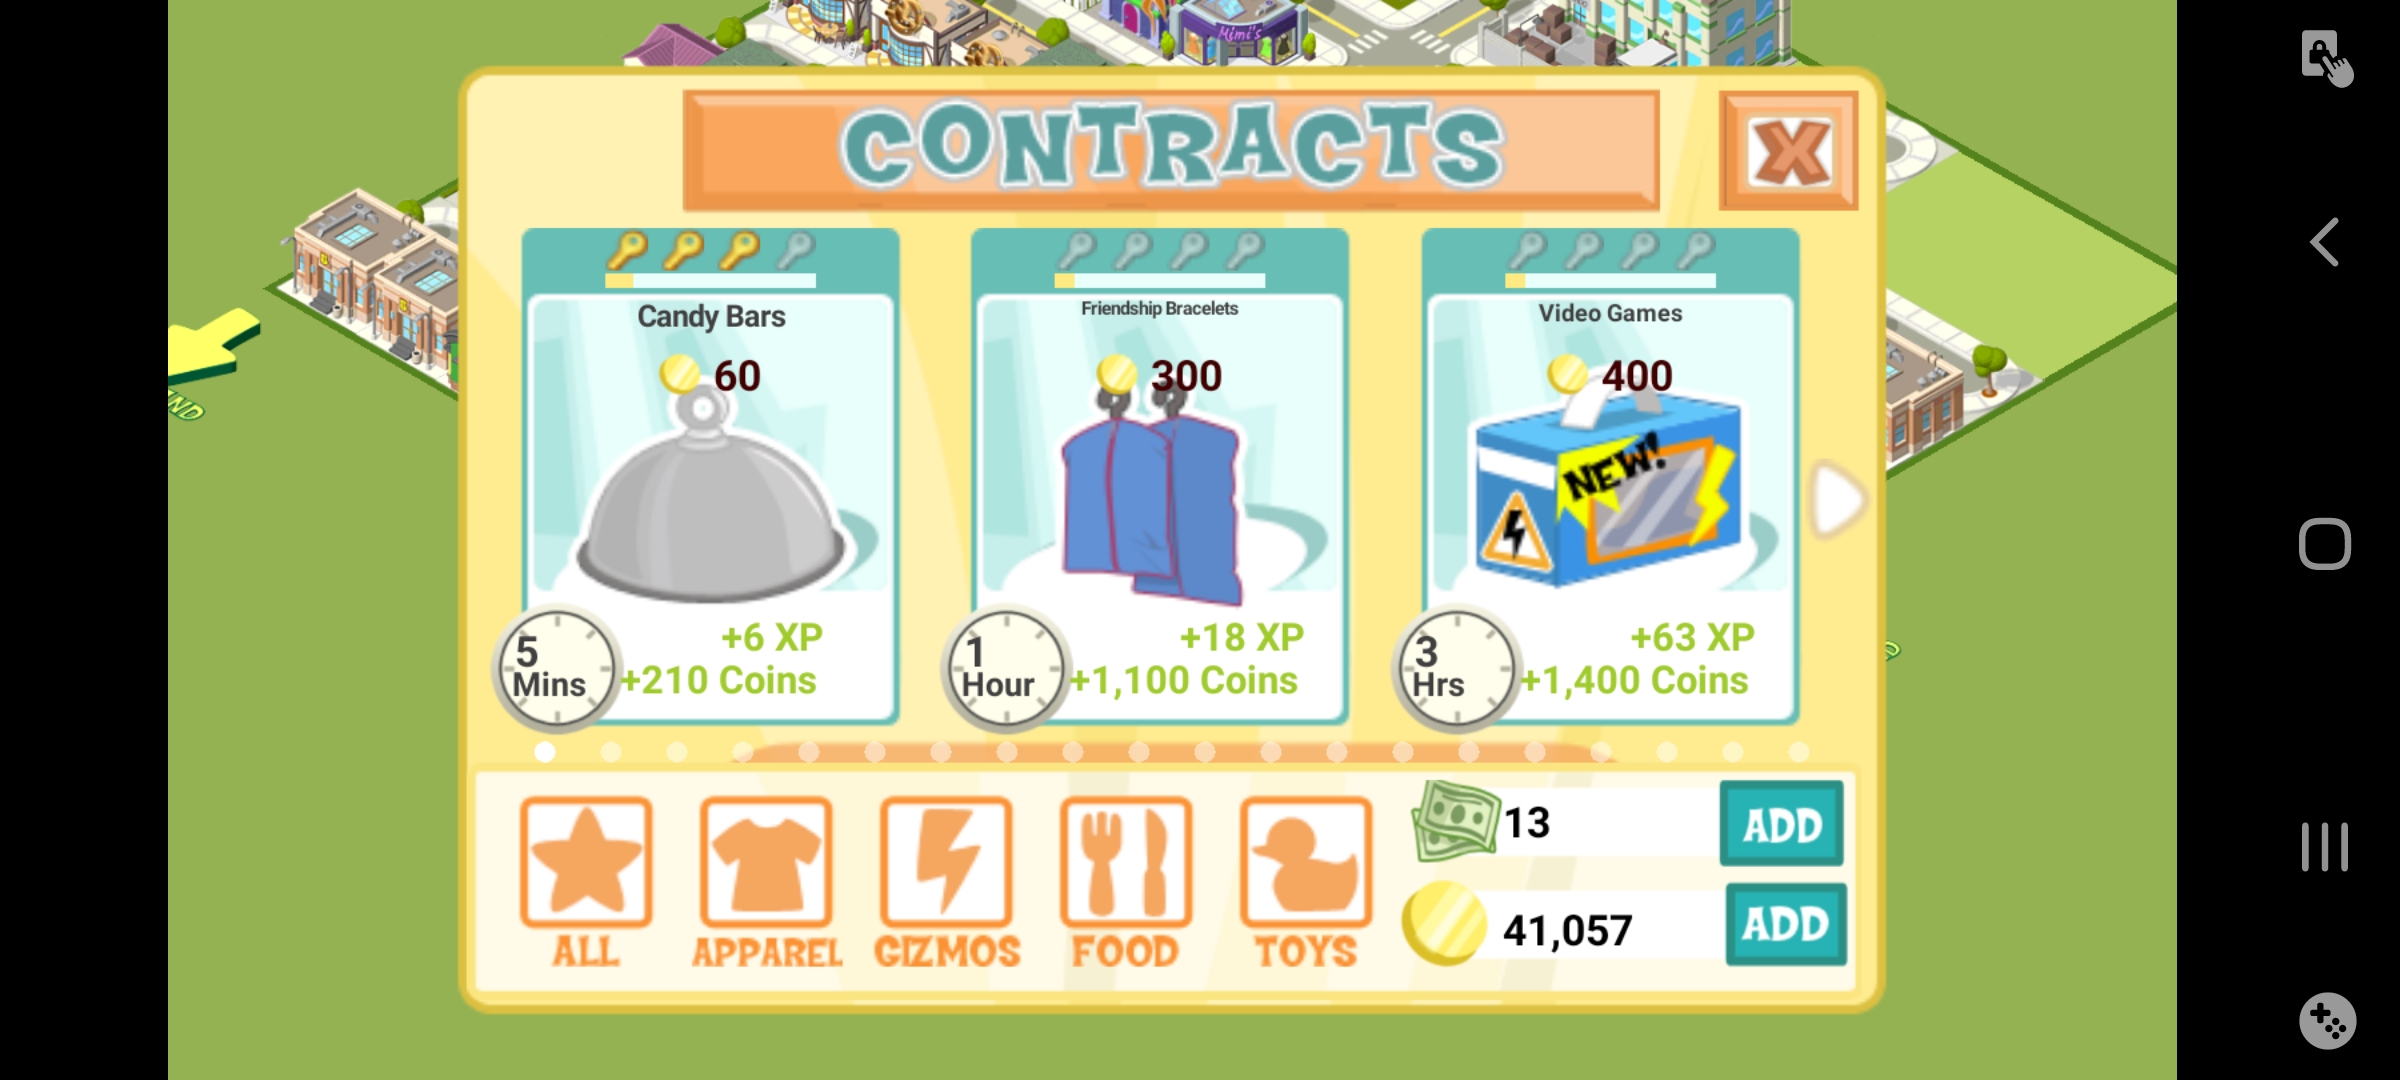 Mimi's
CONTRACTS
X
Candy Bars
60
5
Mins
+6 XP
+210 Coins
Friendship Bracelets
300
1
Hour
+18 XP
+1,100 Coins
Video Games
400
NEW!
3
Hrs
+63 XP
+1,400 Coins
ALL
APPAREL
GIZMOS
FOOD
TOYS
13
ADD
41,057
ADD